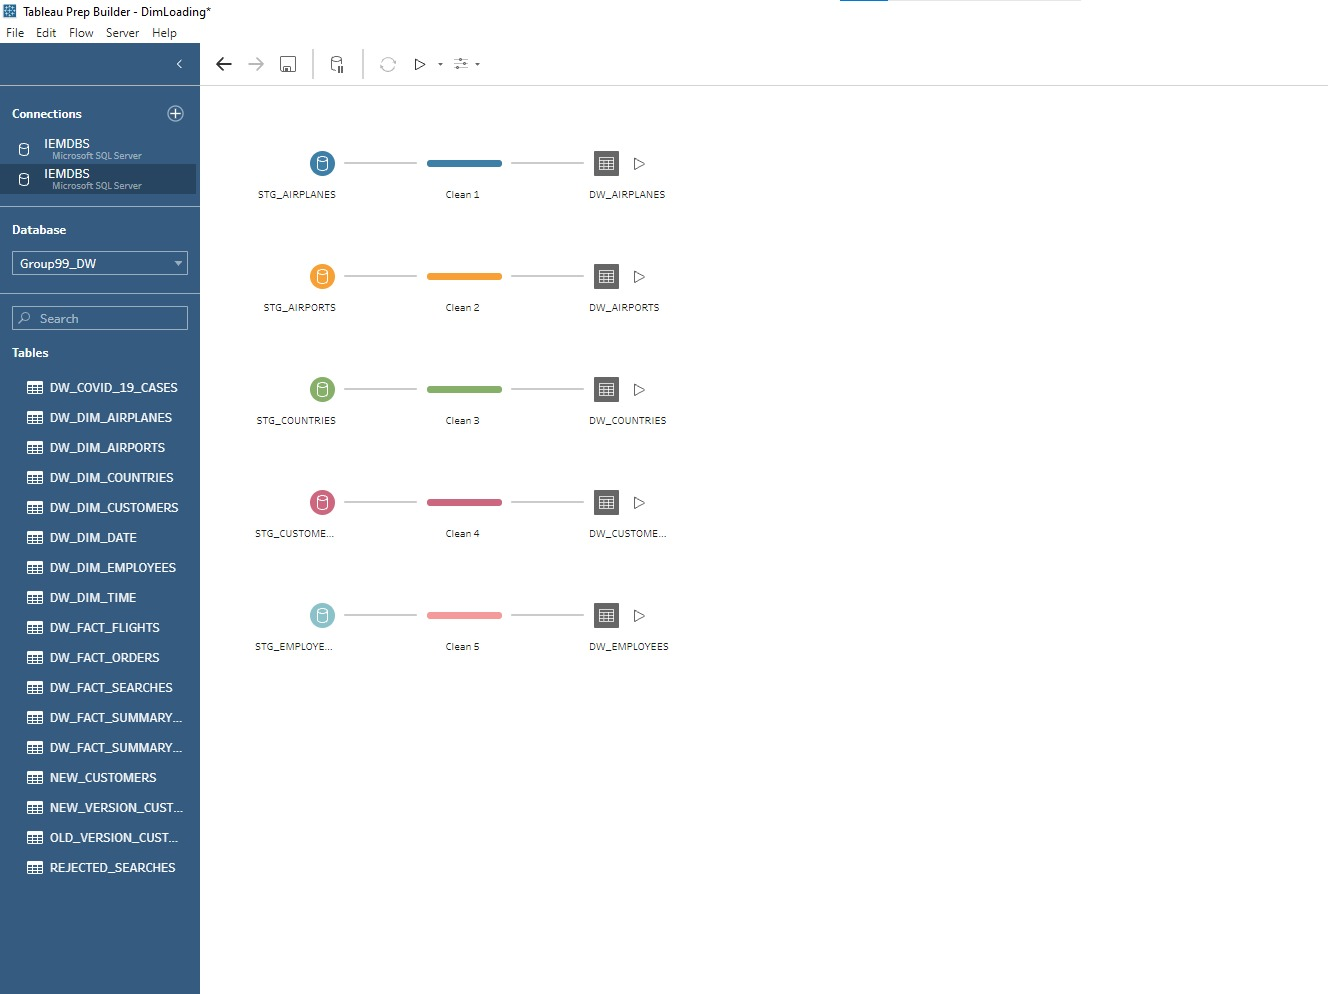 Tableau Prep Builder - DimLoading*
File Edit Flow Server Help
Connections
IEMDBS
Microsoft SQL Server
IEMDBS
Microsoft SQL Server
Database
Group99_DW
Search
Tables
DW_COVID_19_CASES
DW_DIM_AIRPLANES
DW_DIM_AIRPORTS
DW_DIM_COUNTRIES
DW_DIM_CUSTOMERS
DW_DIM_DATE
DW_DIM_EMPLOYEES
DW_DIM_TIME
DW_FACT_FLIGHTS
DW_FACT_ORDERS
DW_FACT_SEARCHES
DW_FACT_SUMMARY...
DW_FACT_SUMMARY...
NEW_CUSTOMERS
NEW_VERSION_CUST...
OLD_VERSION_CUST...
REJECTED_SEARCHES
STG_AIRPLANES Clean 1 DW_AIRPLANES
STG_AIRPORTS Clean 2 DW_AIRPORTS
STG_COUNTRIES Clean 3 DW_COUNTRIES
STG_CUSTOME... Clean 4 DW_CUSTOME...
STG_EMPLOYE... Clean 5 DW_EMPLOYEES